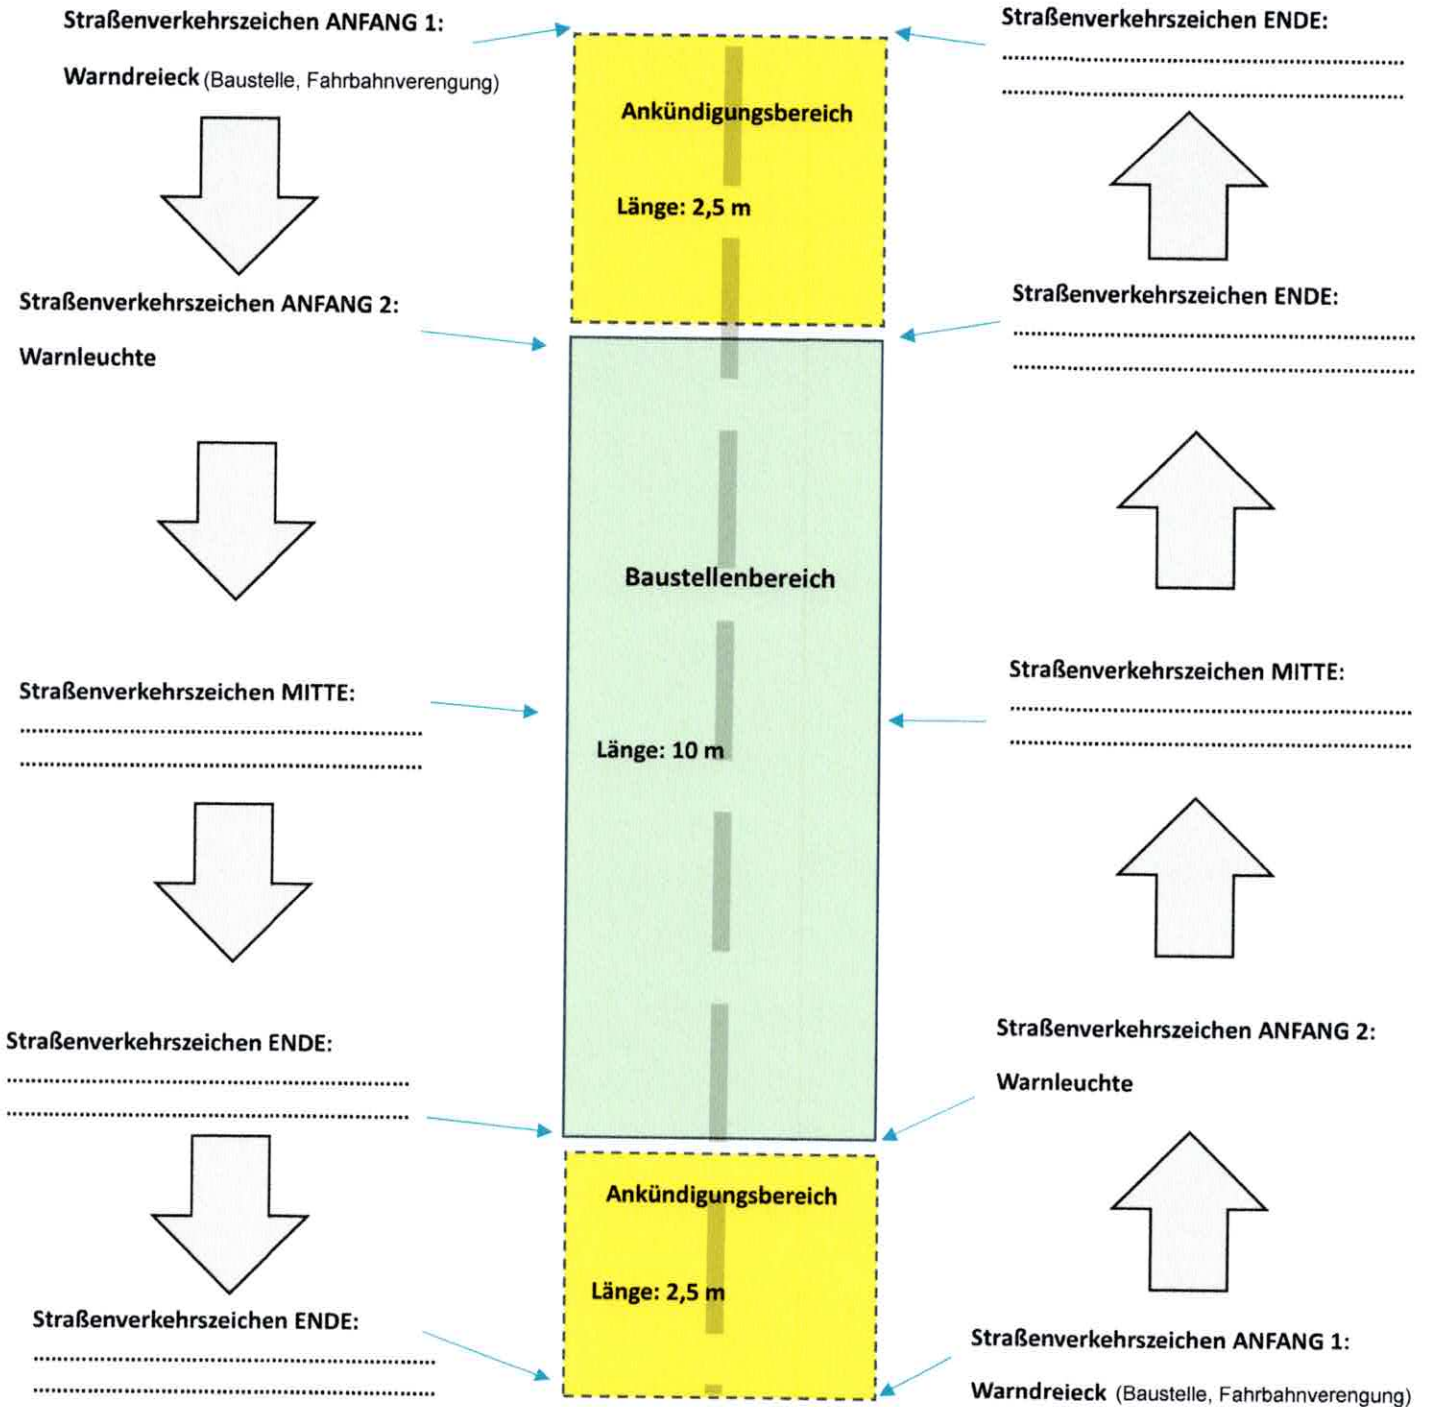 Straßenverkehrszeichen ANFANG 1:
Warndreieck (Baustelle, Fahrbahnverengung)
Straßenverkehrszeichen ANFANG 2:
Warnleuchte
Straßenverkehrszeichen MITTE:
................................................................................
................................................................................
Straßenverkehrszeichen ENDE:
................................................................................
................................................................................
Straßenverkehrszeichen ENDE:
................................................................................
................................................................................
Ankündigungsbereich
Länge: 2,5 m
Baustellenbereich
Länge: 10 m
Ankündigungsbereich
Länge: 2,5 m
Straßenverkehrszeichen ENDE:
................................................................................
................................................................................
Straßenverkehrszeichen ENDE:
................................................................................
................................................................................
Straßenverkehrszeichen MITTE:
................................................................................
................................................................................
Straßenverkehrszeichen ANFANG 2:
Warnleuchte
Straßenverkehrszeichen ANFANG 1:
Warndreieck (Baustelle, Fahrbahnverengung)